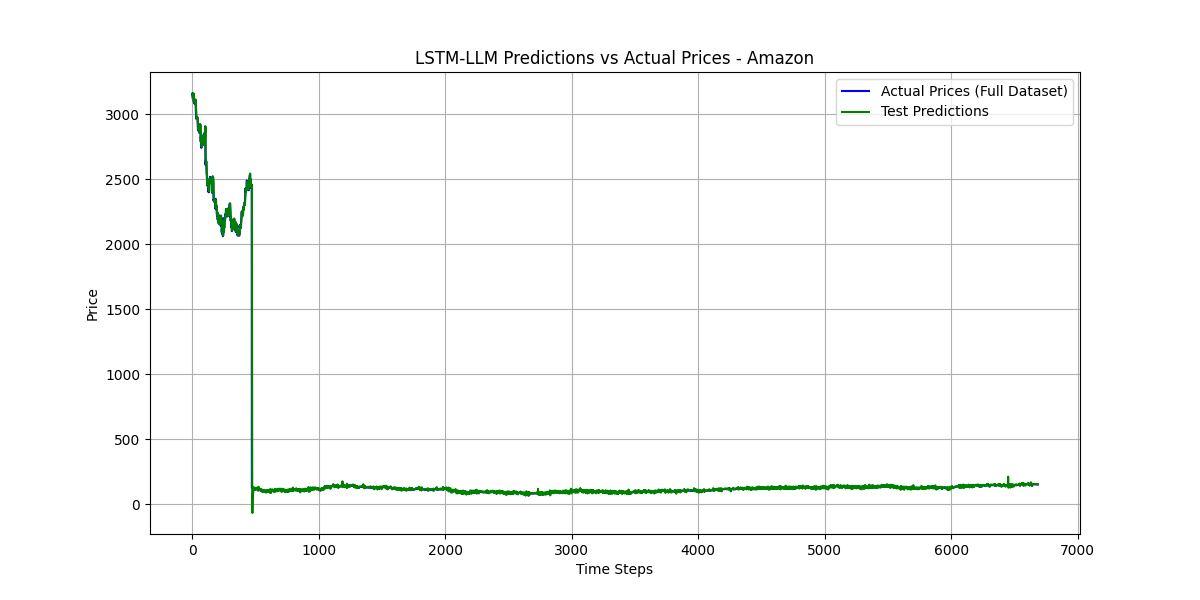 LSTM-LLM Predictions vs Actual Prices - Amazon
Actual Prices (Full Dataset)
Test Predictions
Price
3000
2500
2000
1500
1000
500
0
0 1000 2000 3000 4000 5000 6000 7000
Time Steps